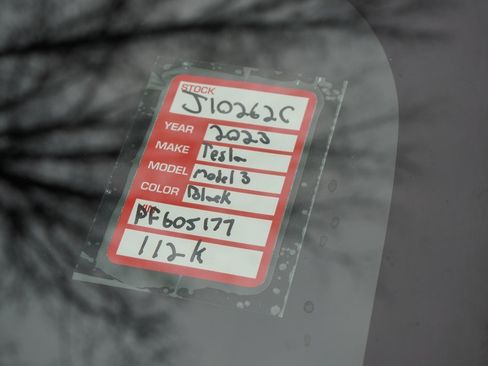 STOCK J10262C
YEAR 2023
MAKE Tesla
MODEL Model 3
COLOR Black
VIN PF605177
112K